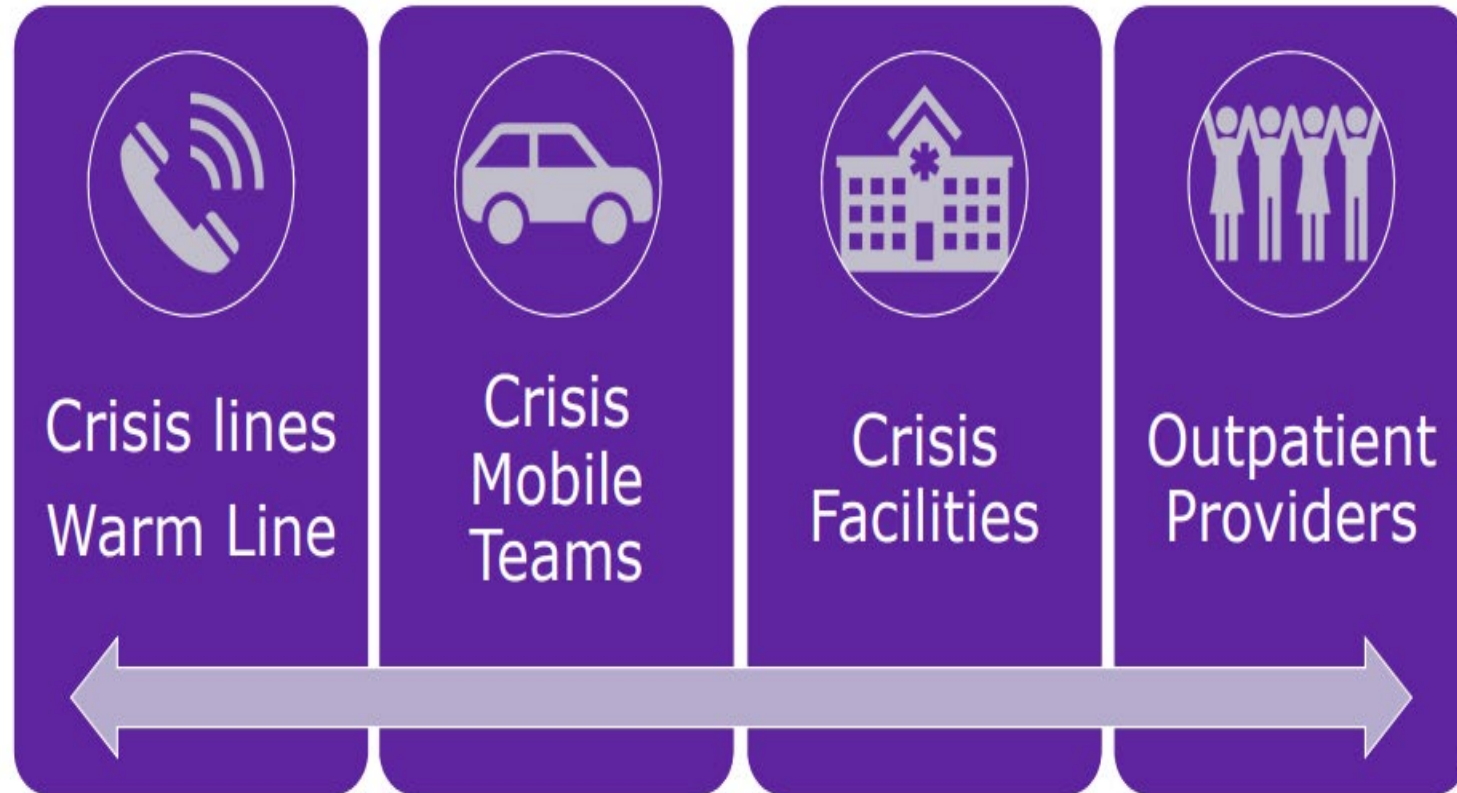 Crisis lines
Warm Line
Crisis
Mobile
Teams
Crisis
Facilities
Outpatient
Providers